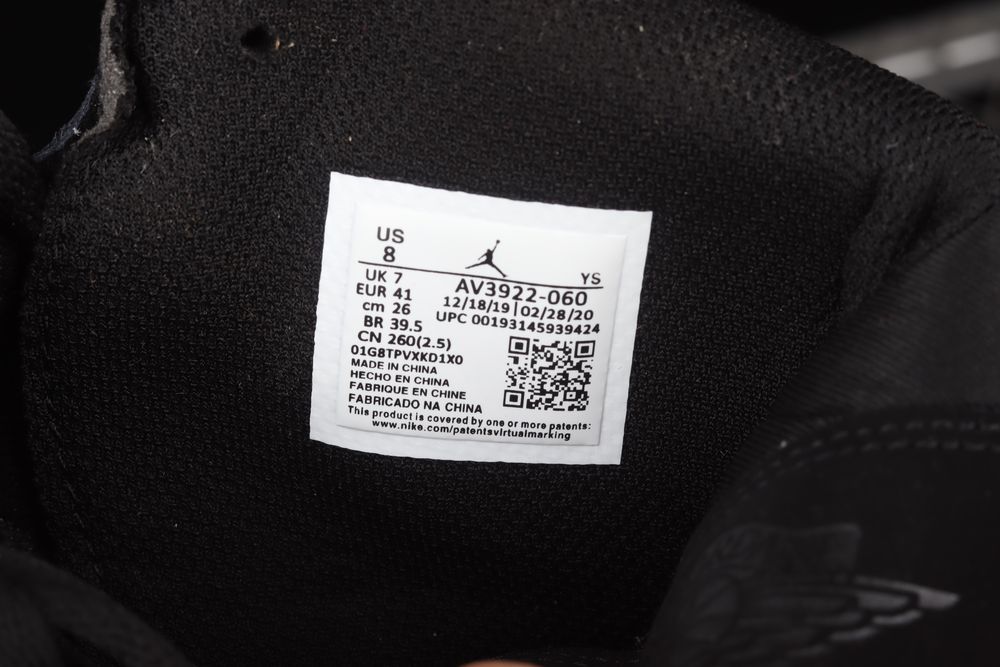 US
8
YS
UK 7
EUR 41
cm 26
BR 39.5
CN 260(2.5)
AV3922-060
12/18/19|02/28/20
UPC 00193145939424
01G8TPVXKD1X0
MADE IN CHINA
HECHO EN CHINA
FABRIQUE EN CHINE
FABRICADO NA CHINA
This product is covered by one or more patents:
www.nike.com/patentsvirtualmarking